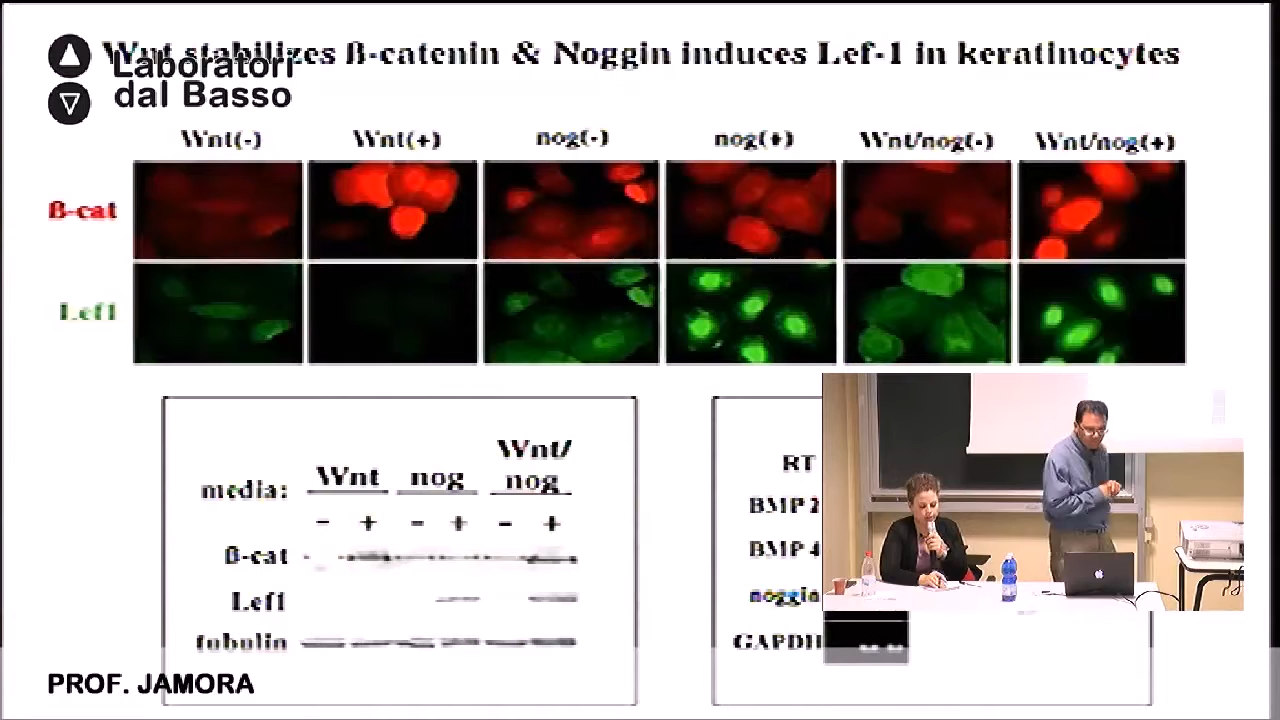 Wnt stabilizes ß-catenin & Noggin induces Lef-1 in keratinocytes
Laboratori
dal Basso
Wnt(-) Wnt(+) nog(-) nog(+) Wnt/nog(-) Wnt/nog(+)
ß-cat
Lef1
media: Wnt nog Wnt/nog
- + - + - +
ß-cat
Lef1
tubulin
RT
BMP 2
BMP 4
noggin
GAPDH
PROF. JAMORA